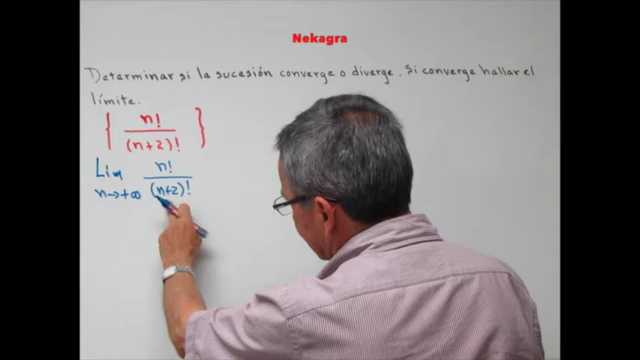 Nekagra
Determinar si la sucesión converge o diverge. Si converge hallar el
límite.
{ n! / (n+2)! }
Lim n→+∞ n! / (n+2)!